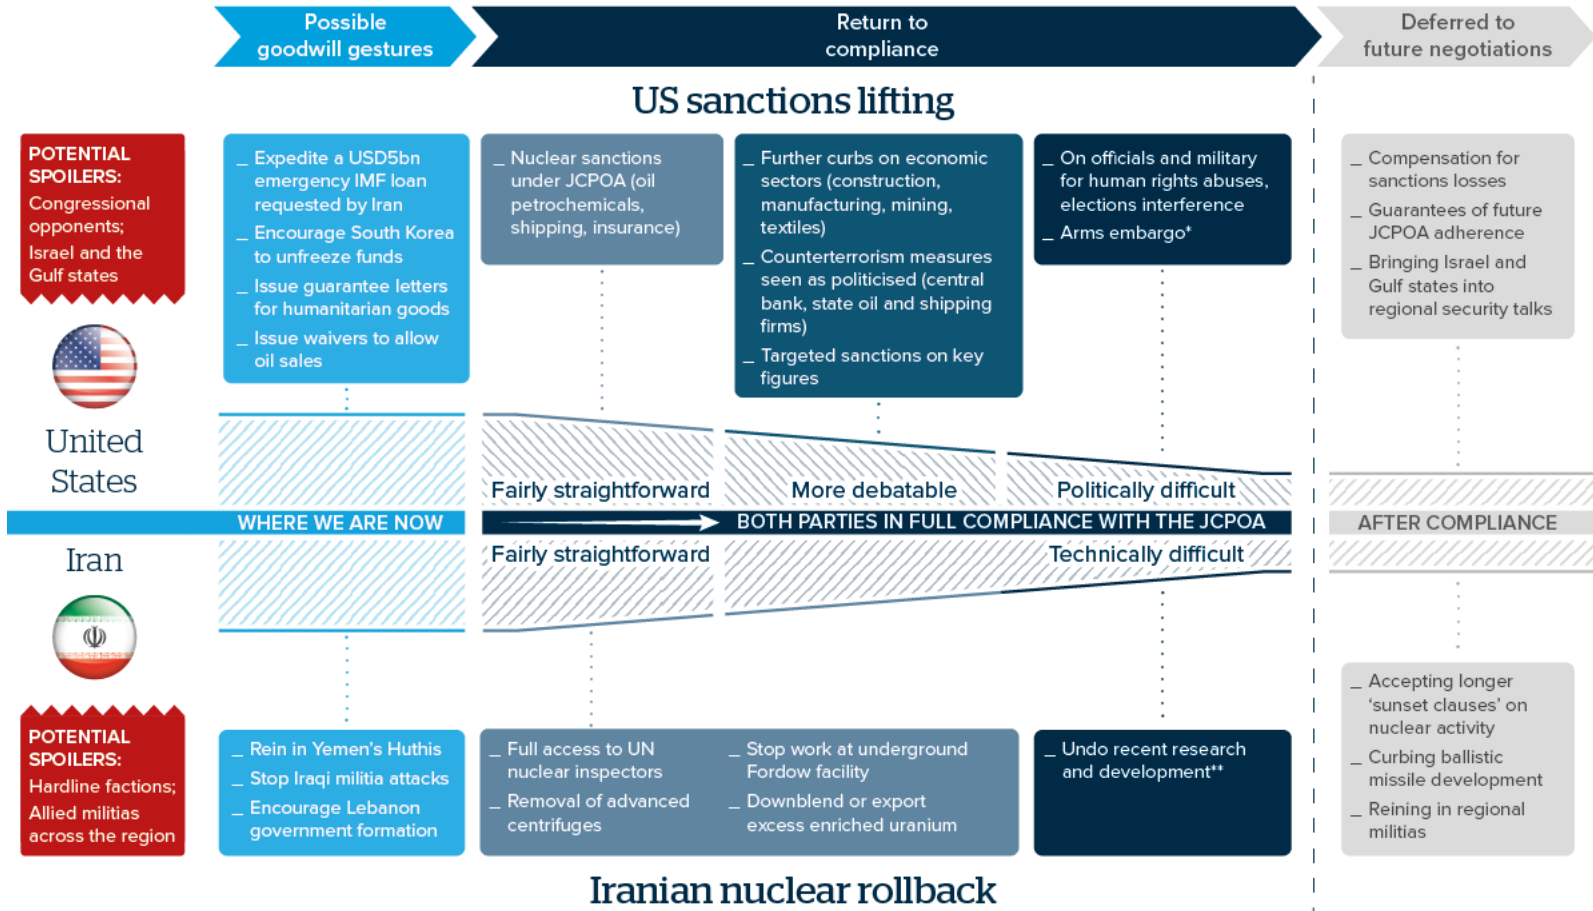 Possible
goodwill gestures
Return to
compliance
Deferred to
future negotiations
US sanctions lifting
POTENTIAL
SPOILERS:
Congressional
opponents;
Israel and the
Gulf states
_ Expedite a USD5bn
emergency IMF loan
requested by Iran
_ Encourage South Korea
to unfreeze funds
_ Issue guarantee letters
for humanitarian goods
_ Issue waivers to allow
oil sales
_ Nuclear sanctions
under JCPOA (oil
petrochemicals,
shipping, insurance)
_ Further curbs on economic
sectors (construction,
manufacturing, mining,
textiles)
_ Counterterrorism measures
seen as politicised (central
bank, state oil and shipping
firms)
_ Targeted sanctions on key
figures
_ On officials and military
for human rights abuses,
elections interference
_ Arms embargo*
_ Compensation for
sanctions losses
_ Guarantees of future
JCPOA adherence
_ Bringing Israel and
Gulf states into
regional security talks
United
States
Fairly straightforward
More debatable
Politically difficult
WHERE WE ARE NOW
BOTH PARTIES IN FULL COMPLIANCE WITH THE JCPOA
AFTER COMPLIANCE
Iran
Fairly straightforward
Technically difficult
POTENTIAL
SPOILERS:
Hardline factions;
Allied militias
across the region
_ Rein in Yemen's Huthis
_ Stop Iraqi militia attacks
_ Encourage Lebanon
government formation
_ Full access to UN
nuclear inspectors
_ Removal of advanced
centrifuges
_ Stop work at underground
Fordow facility
_ Downblend or export
excess enriched uranium
_ Undo recent research
and development**
_ Accepting longer
‘sunset clauses’ on
nuclear activity
_ Curbing ballistic
missile development
_ Reining in regional
militias
Iranian nuclear rollback